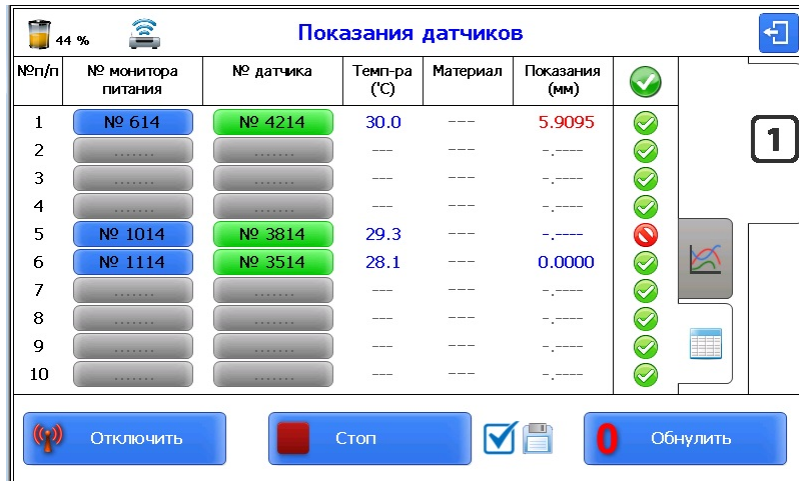 44 %
Показания датчиков
№п/п № монитора питания № датчика Темп-ра (℃) Материал Показания (мм)
1 № 614 № 4214 30.0 --- 5.9095
2 ....... ....... --- --- -.----
3 ....... ....... --- --- -.----
4 ....... ....... --- --- -.----
5 № 1014 № 3814 29.3 --- -.----
6 № 1114 № 3514 28.1 --- 0.0000
7 ....... ....... --- --- -.----
8 ....... ....... --- --- -.----
9 ....... ....... --- --- -.----
10 ....... ....... --- --- -.----
1
Отключить Стоп 0 Обнулить